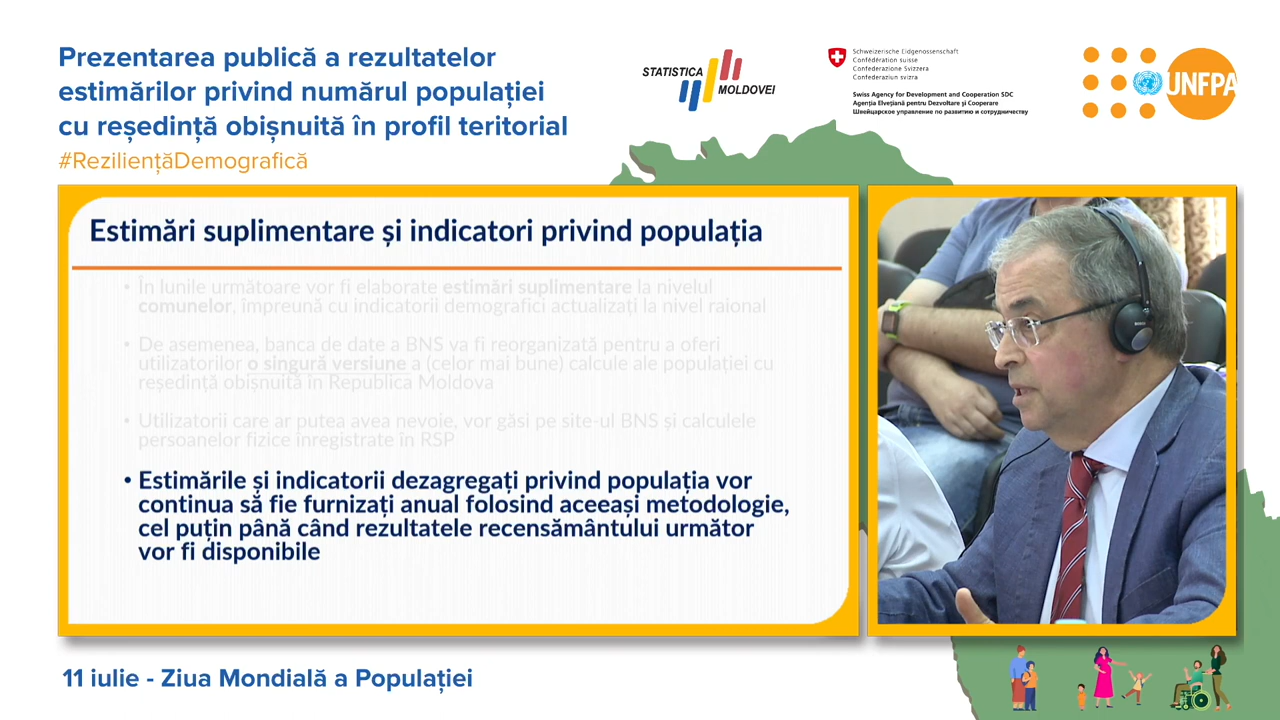 Prezentarea publică a rezultatelor
estimărilor privind numărul populației
cu reședință obișnuită în profil teritorial
#ReziliențăDemografică
STATISTICA
MOLDOVEI
Schweizerische Eidgenossenschaft
Confédération suisse
Confederazione Svizzera
Confederaziun svizra
Swiss Agency for Development and Cooperation SDC
Agenția Elvețiană pentru Dezvoltare și Cooperare
Швейцарское управление по развитию и сотрудничеству
UNFPA
Estimări suplimentare și indicatori privind populația
• În lunile următoare vor fi elaborate estimări suplimentare la nivelul
comunelor, împreună cu indicatorii demografici actualizați la nivel raional
• De asemenea, banca de date a BNS va fi reorganizată pentru a oferi
utilizatorilor o singură versiune a (celor mai bune) calcule ale populației cu
reședință obișnuită în Republica Moldova
• Utilizatorii care ar putea avea nevoie, vor găsi pe site-ul BNS și calculele
persoanelor fizice înregistrate în RSP
• Estimările și indicatorii dezagregați privind populația vor
continua să fie furnizați anual folosind aceeași metodologie,
cel puțin până când rezultatele recensământului următor
vor fi disponibile
11 iulie - Ziua Mondială a Populației